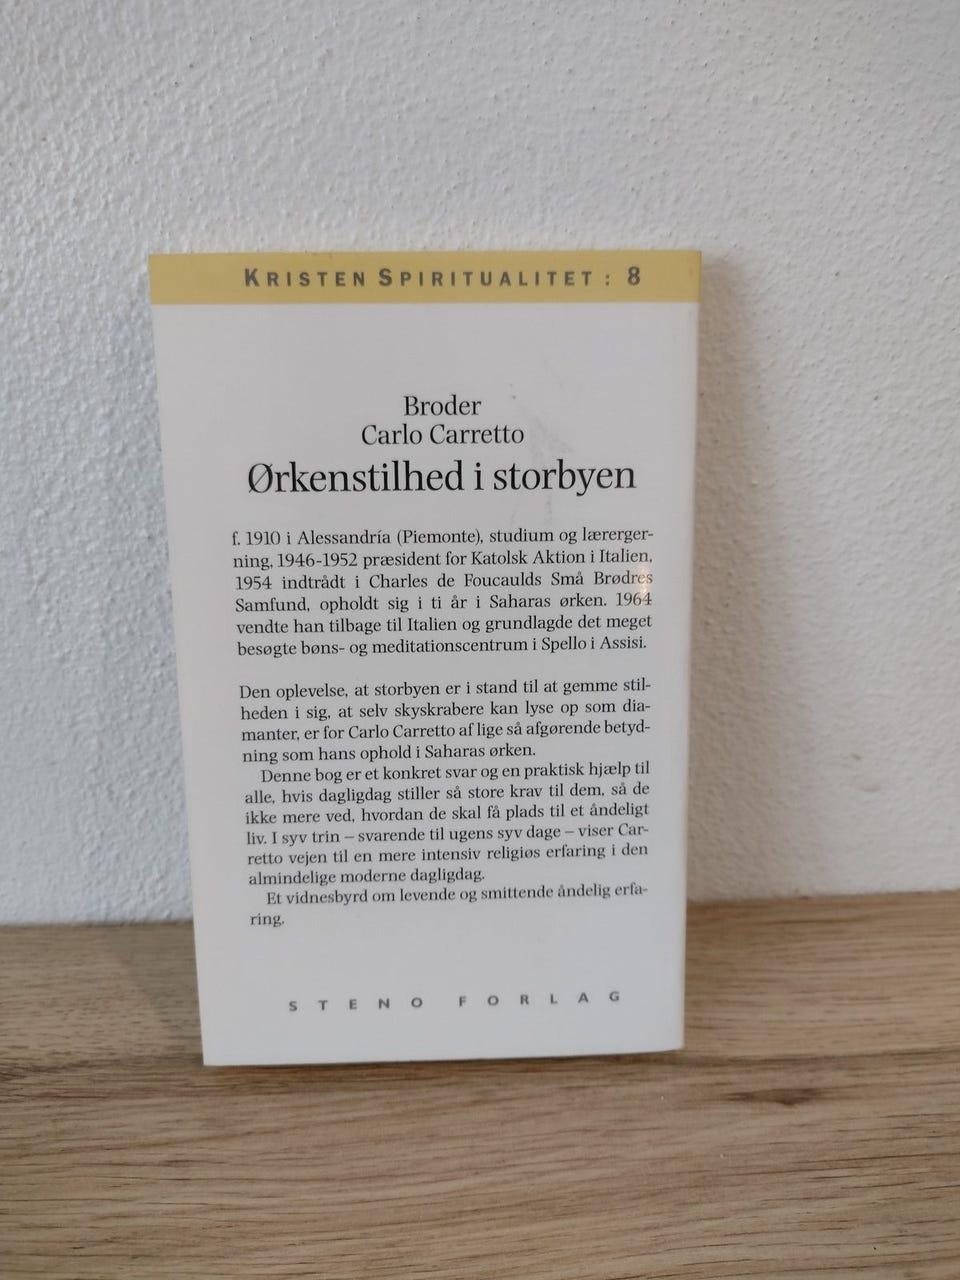 KRISTEN SPIRITUALITET : 8
Broder
Carlo Carretto
Ørkenstilhed i storbyen
f. 1910 i Alessandría (Piemonte), studium og lærerger-
ning, 1946-1952 præsident for Katolsk Aktion i Italien,
1954 indtrådt i Charles de Foucaulds Små Brødres
Samfund, opholdt sig i ti år i Saharas ørken. 1964
vendte han tilbage til Italien og grundlagde det meget
besøgte bøns- og meditationscentrum i Spello i Assisi.
Den oplevelse, at storbyen er i stand til at gemme stil-
heden i sig, at selv skyskrabere kan lyse op som dia-
manter, er for Carlo Carretto af lige så afgørende betyd-
ning som hans ophold i Saharas ørken.
Denne bog er et konkret svar og en praktisk hjælp til
alle, hvis dagligdag stiller så store krav til dem, så de
ikke mere ved, hvordan de skal få plads til et åndeligt
liv. I syv trin – svarende til ugens syv dage – viser Car-
retto vejen til en mere intensiv religiøs erfaring i den
almindelige moderne dagligdag.
Et vidnesbyrd om levende og smittende åndelig erfa-
ring.
STENO FORLAG